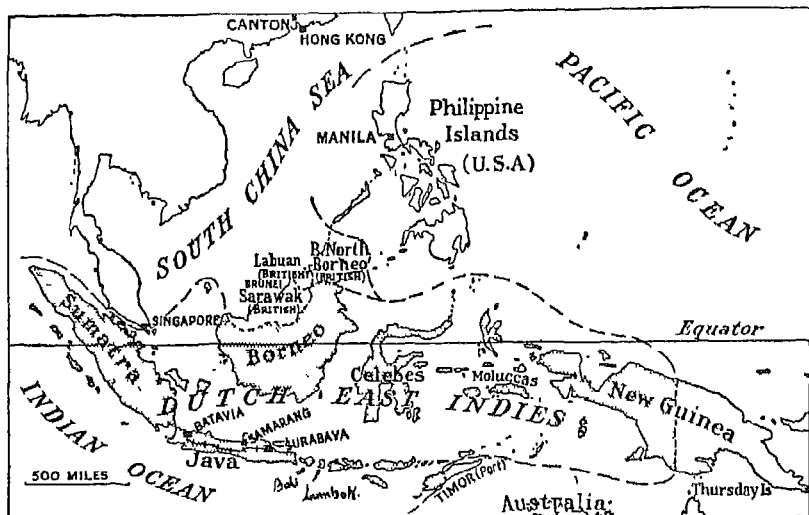 CANTON
HONG KONG
SOUTH CHINA SEA
PACIFIC OCEAN
MANILA
Philippine
Islands
(U.S.A)
Labuan
(BRITISH)
BRUNEI
Sarawak
(BRITISH)
B. North
Borneo
(BRITISH)
SINGAPORE
Sumatra
Borneo
Equator
Celebes
Moluccas
New Guinea
DUTCH EAST INDIES
INDIAN OCEAN
BATAVIA
SAMARANG
SURABAYA
Java
500 MILES
Bali
Lombok
TIMOR (Port)
Australia
Thursday Is